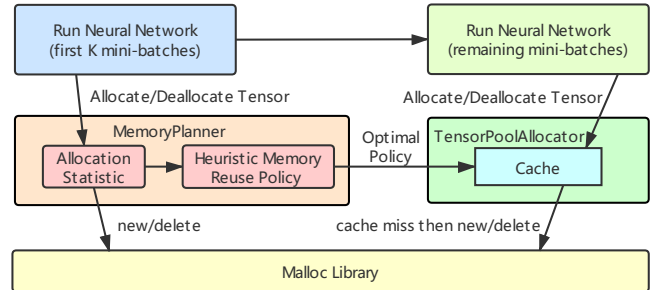 Run Neural Network
(first K mini-batches)
Run Neural Network
(remaining mini-batches)
Allocate/Deallocate Tensor
Allocate/Deallocate Tensor
MemoryPlanner
Allocation
Statistic
Heuristic Memory
Reuse Policy
Optimal
Policy
TensorPoolAllocator
Cache
new/delete
cache miss then new/delete
Malloc Library